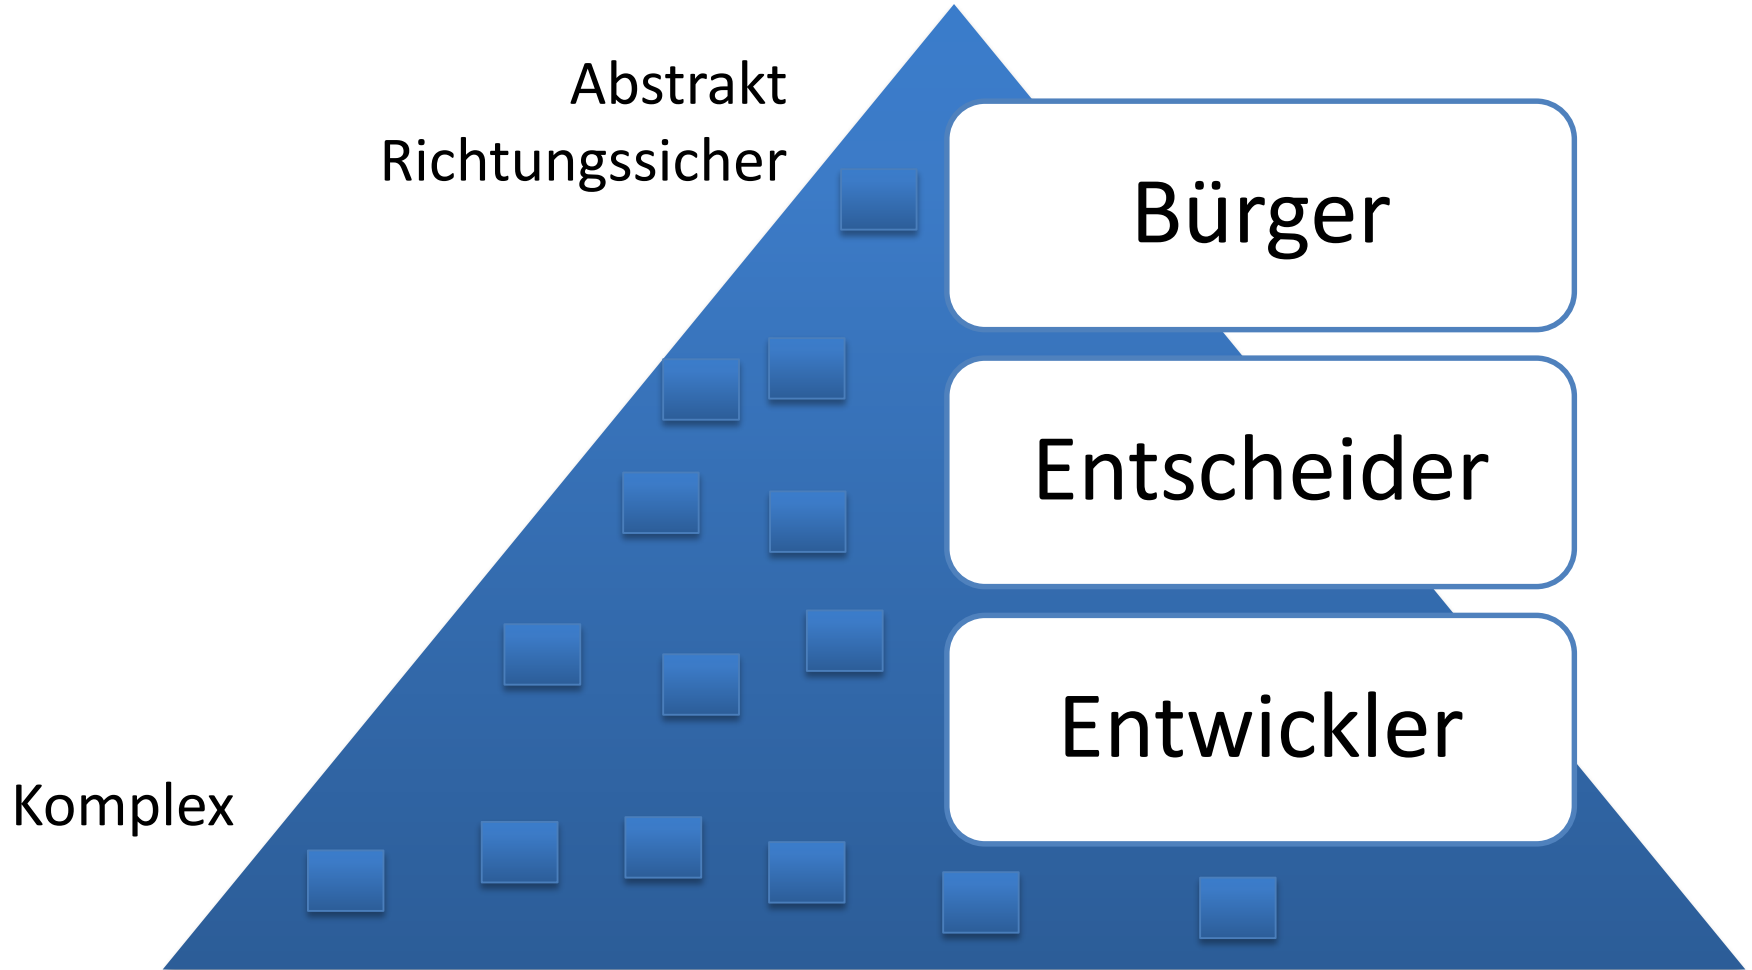 Abstrakt
Richtungssicher
Bürger
Entscheider
Entwickler
Komplex